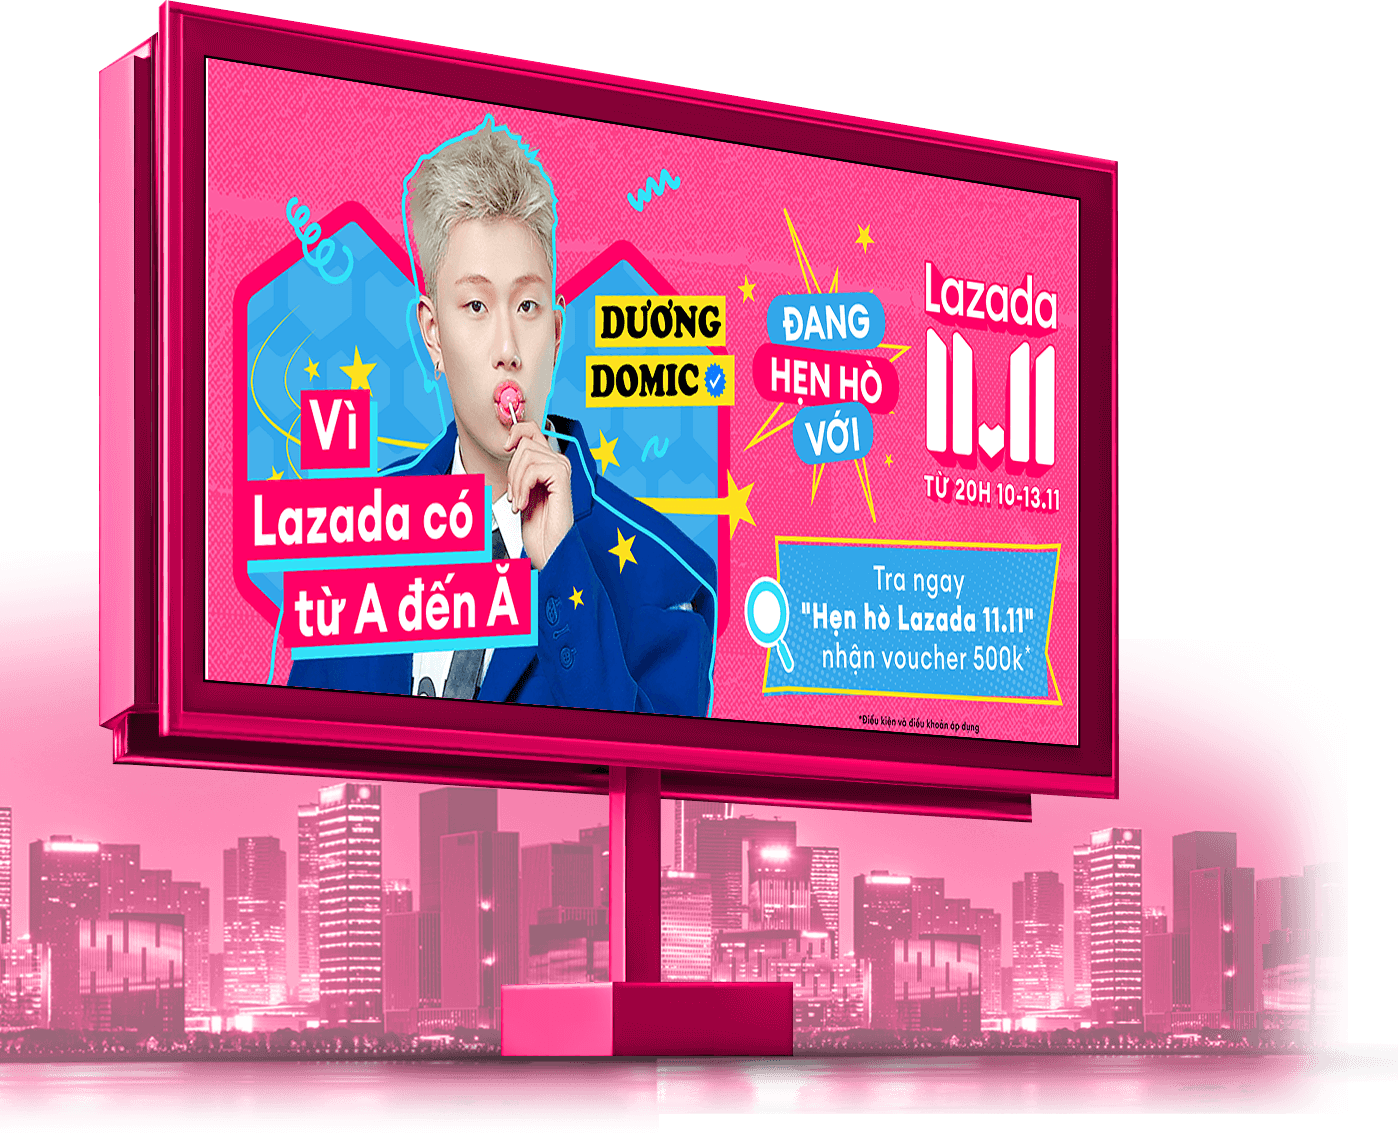 Vì
Lazada có
từ A đến Ă
DƯƠNG
DOMIC
ĐANG
HẸN HÒ
VỚI
Lazada
11.11
TỪ 20H 10-13.11
Tra ngay
"Hẹn hò Lazada 11.11"
nhận voucher 500k*
*Điều kiện và điều khoản áp dụng